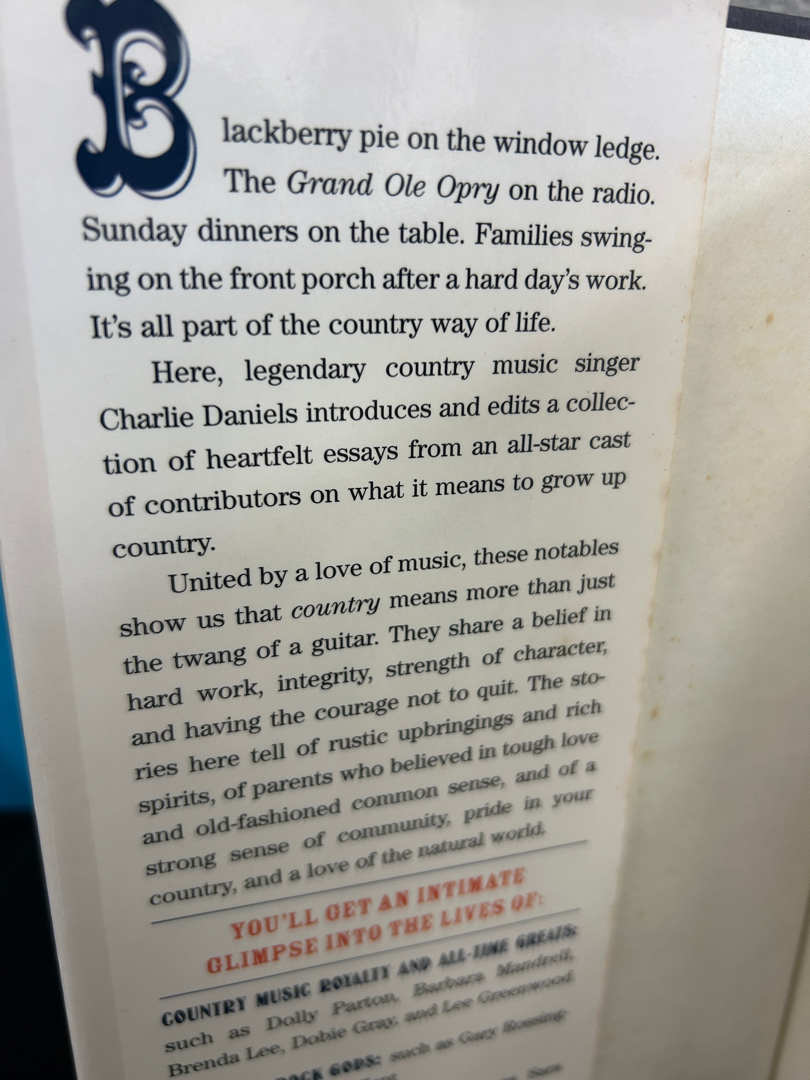 Blackberry pie on the window ledge.
The Grand Ole Opry on the radio.
Sunday dinners on the table. Families swing-
ing on the front porch after a hard day's work.
It's all part of the country way of life.
Here, legendary country music singer
Charlie Daniels introduces and edits a collec-
tion of heartfelt essays from an all-star cast
of contributors on what it means to grow up
country.
United by a love of music, these notables
show us that country means more than just
the twang of a guitar. They share a belief in
hard work, integrity, strength of character,
and having the courage not to quit. The sto-
ries here tell of rustic upbringings and rich
spirits, of parents who believed in tough love
and old-fashioned common sense, and of a
strong sense of community, pride in your
country, and a love of the natural world.
YOU'LL GET AN INTIMATE
GLIMPSE INTO THE LIVES OF:
COUNTRY MUSIC ROYALTY AND ALL-TIME GREATS:
such as Dolly Parton, Barbara Mandrell,
Brenda Lee, Dobie Gray, and Lee Greenwood
ROCK GODS: such as Gary Rossing-